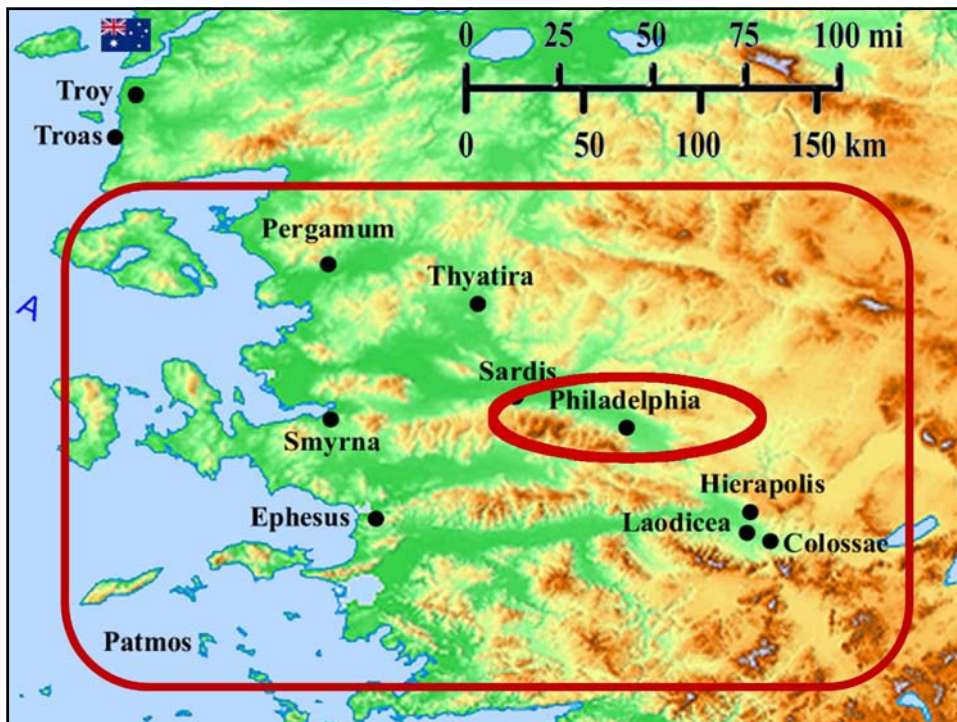 0 25 50 75 100 mi
0 50 100 150 km
Troy
Troas
Pergamum
Thyatira
A
Sardis
Philadelphia
Smyrna
Hierapolis
Ephesus
Laodicea
Colossae
Patmos